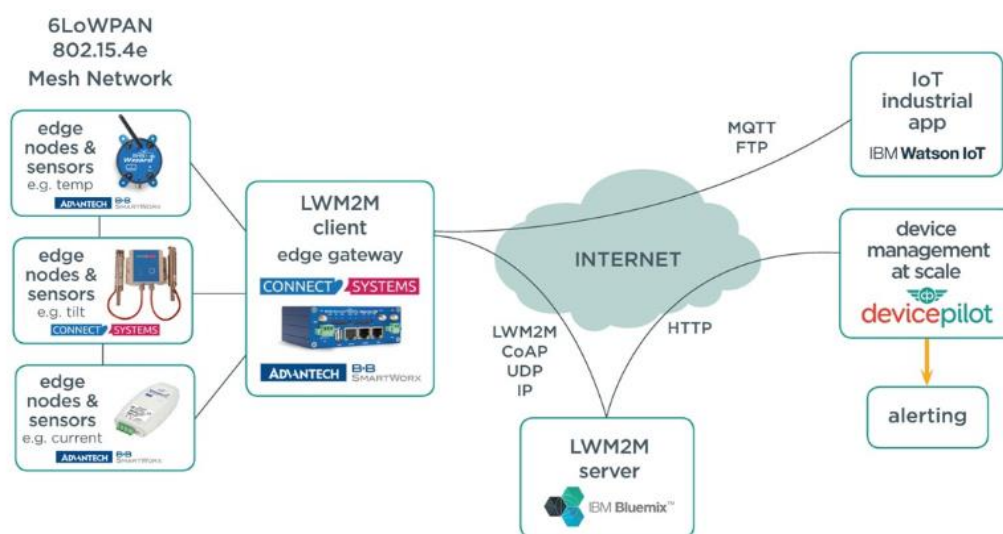 6LoWPAN
802.15.4e
Mesh Network
edge
nodes &
sensors
e.g. temp
ADVANTECH B+B
SMARTWORX
edge
nodes &
sensors
e.g. tilt
CONNECT SYSTEMS
edge
nodes &
sensors
e.g. current
ADVANTECH B+B
SMARTWORX
LWM2M
client
edge gateway
CONNECT SYSTEMS
ADVANTECH B+B
SMARTWORX
INTERNET
MQTT
FTP
LWM2M
CoAP
UDP
IP
HTTP
LWM2M
server
IBM Bluemix™
IoT
industrial
app
IBM Watson IoT
device
management
at scale
devicepilot
alerting